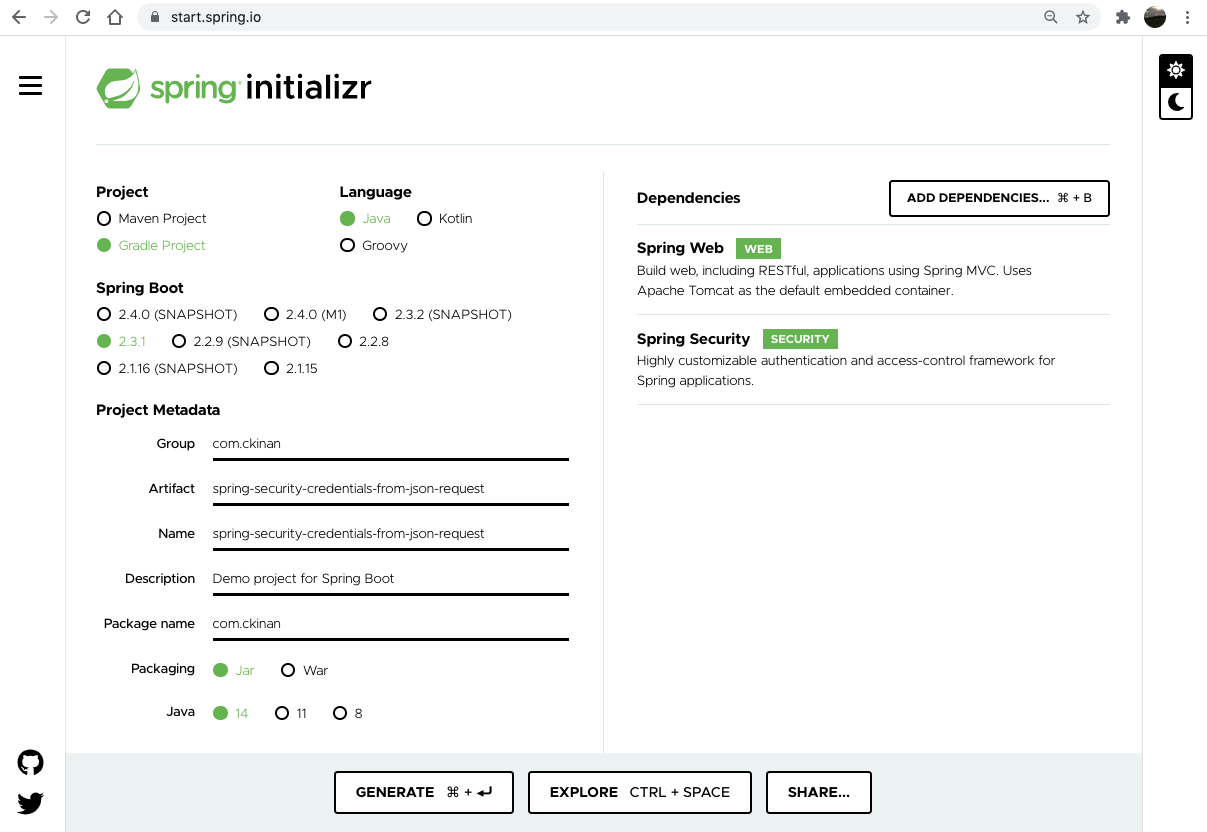 start.spring.io
spring initializr
Project
Maven Project
Gradle Project
Language
Java Kotlin
Groovy
Spring Boot
2.4.0 (SNAPSHOT) 2.4.0 (M1) 2.3.2 (SNAPSHOT)
2.3.1 2.2.9 (SNAPSHOT) 2.2.8
2.1.16 (SNAPSHOT) 2.1.15
Project Metadata
Group com.ckinan
Artifact spring-security-credentials-from-json-request
Name spring-security-credentials-from-json-request
Description Demo project for Spring Boot
Package name com.ckinan
Packaging Jar War
Java 14 11 8
Dependencies ADD DEPENDENCIES... ⌘ + B
Spring Web WEB
Build web, including RESTful, applications using Spring MVC. Uses
Apache Tomcat as the default embedded container.
Spring Security SECURITY
Highly customizable authentication and access-control framework for
Spring applications.
GENERATE ⌘ + ↵ EXPLORE CTRL + SPACE SHARE...